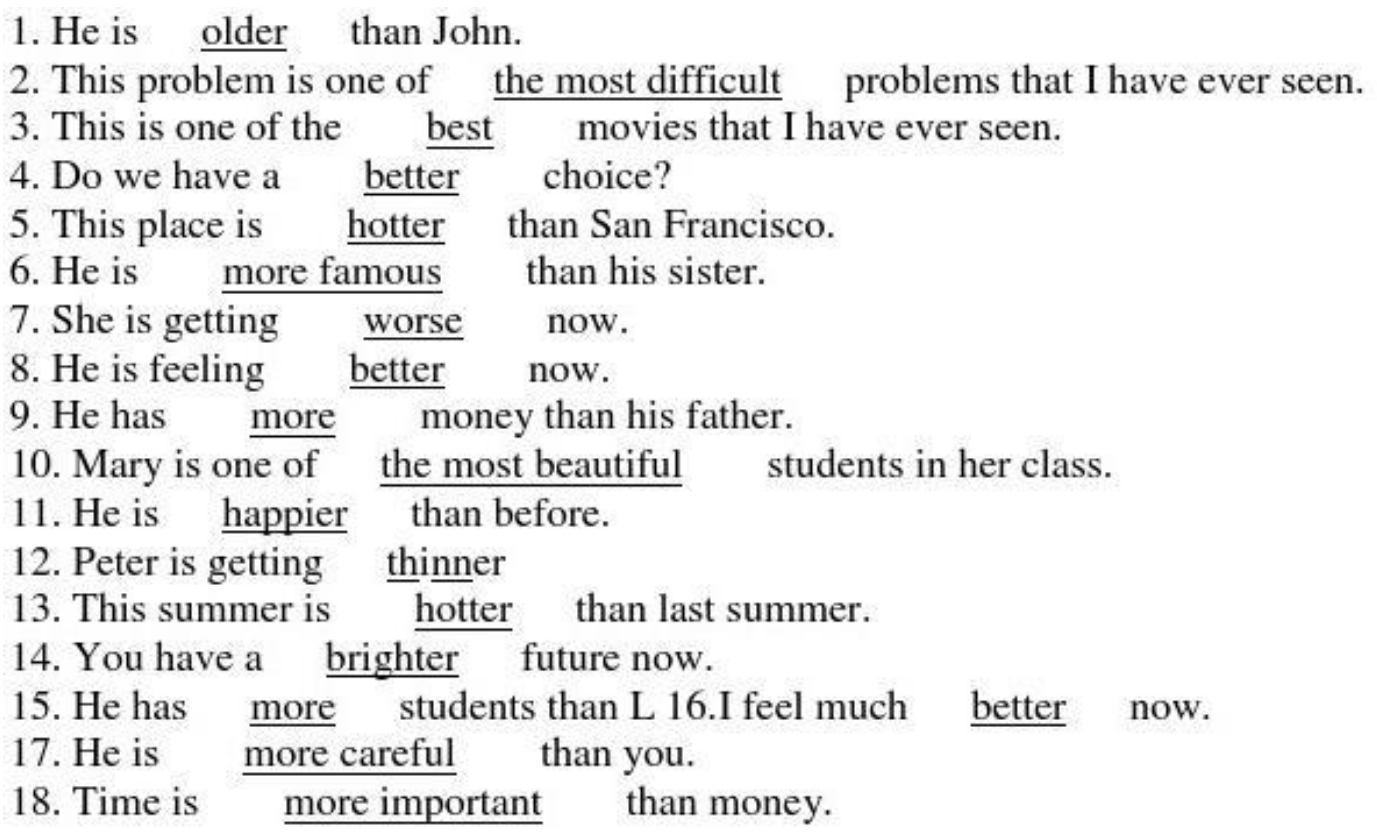 1. He is older than John.
2. This problem is one of the most difficult problems that I have ever seen.
3. This is one of the best movies that I have ever seen.
4. Do we have a better choice?
5. This place is hotter than San Francisco.
6. He is more famous than his sister.
7. She is getting worse now.
8. He is feeling better now.
9. He has more money than his father.
10. Mary is one of the most beautiful students in her class.
11. He is happier than before.
12. Peter is getting thinner
13. This summer is hotter than last summer.
14. You have a brighter future now.
15. He has more students than L 16.I feel much better now.
17. He is more careful than you.
18. Time is more important than money.